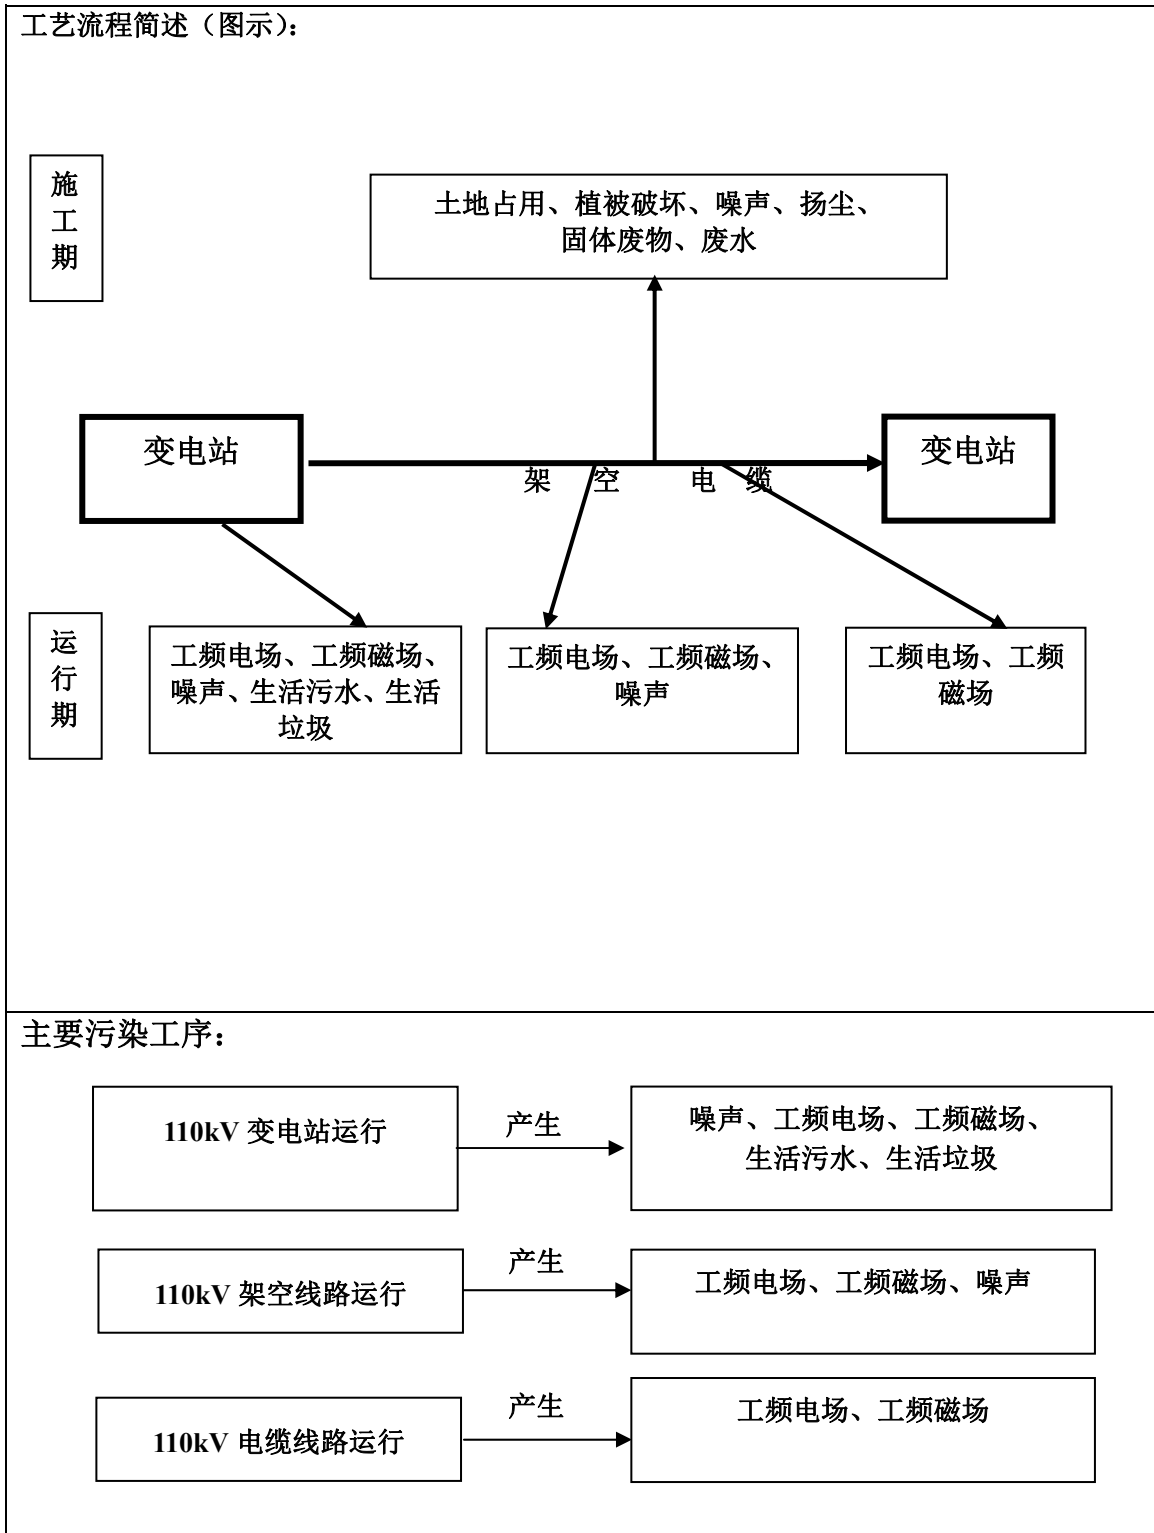 工艺流程简述（图示）：
施
工
期
土地占用、植被破坏、噪声、扬尘、
固体废物、废水
变电站
架 空 电 缆
变电站
运
行
期
工频电场、工频磁场、
噪声、生活污水、生活
垃圾
工频电场、工频磁场、
噪声
工频电场、工频
磁场
主要污染工序：
110kV 变电站运行
产生
噪声、工频电场、工频磁场、
生活污水、生活垃圾
110kV 架空线路运行
产生
工频电场、工频磁场、噪声
110kV 电缆线路运行
产生
工频电场、工频磁场